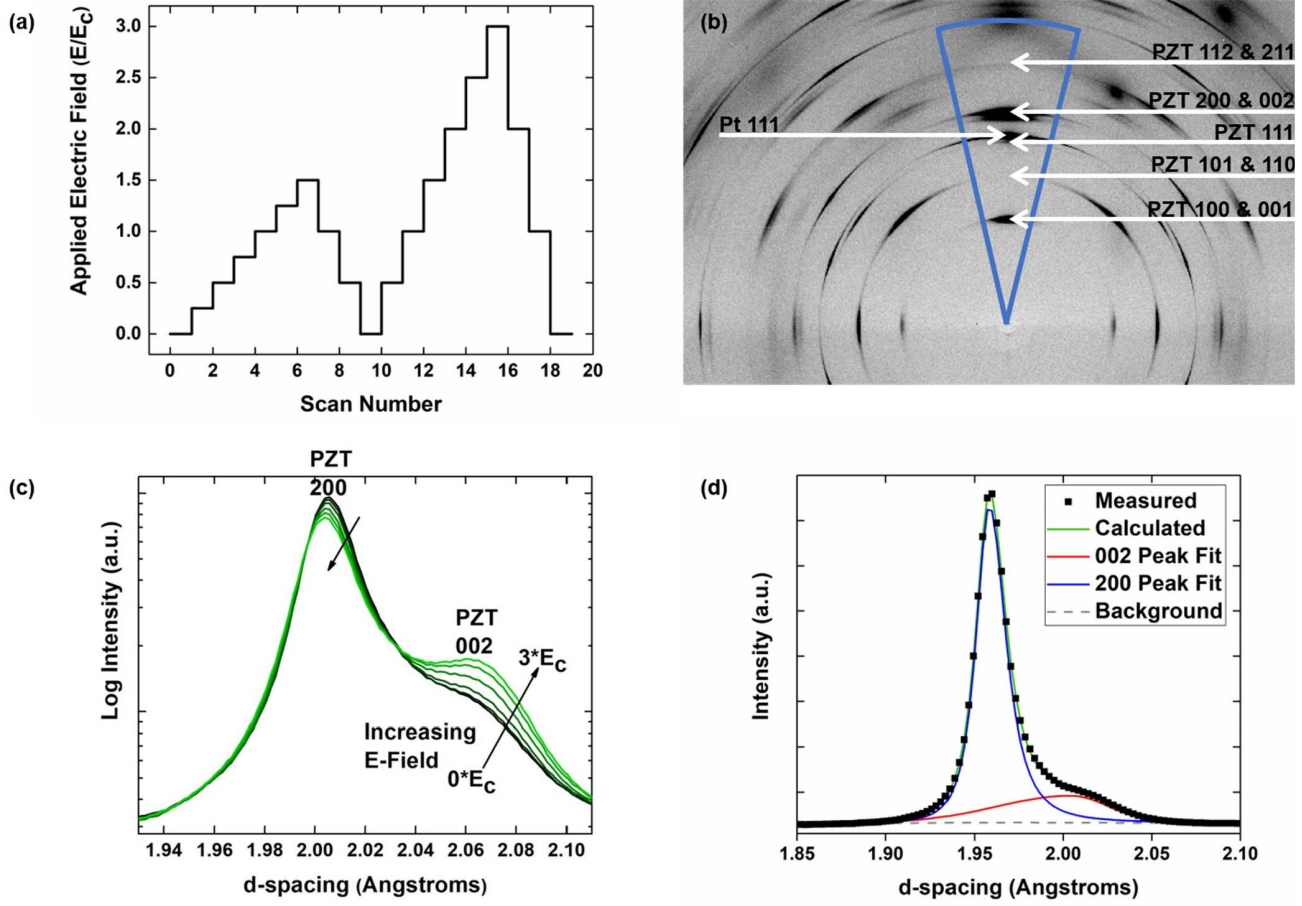 (a)
Applied Electric Field (E/E_C)
3.0
2.5
2.0
1.5
1.0
0.5
0.0
0 2 4 6 8 10 12 14 16 18 20
Scan Number
(b)
PZT 112 & 211
PZT 200 & 002
Pt 111
PZT 111
PZT 101 & 110
PZT 100 & 001
(c)
Log Intensity (a.u.)
PZT
200
PZT
002
3*E_C
Increasing
E-Field
0*E_C
1.94 1.96 1.98 2.00 2.02 2.04 2.06 2.08 2.10
d-spacing (Angstroms)
(d)
Intensity (a.u.)
Measured
Calculated
002 Peak Fit
200 Peak Fit
Background
1.85 1.90 1.95 2.00 2.05 2.10
d-spacing (Angstroms)